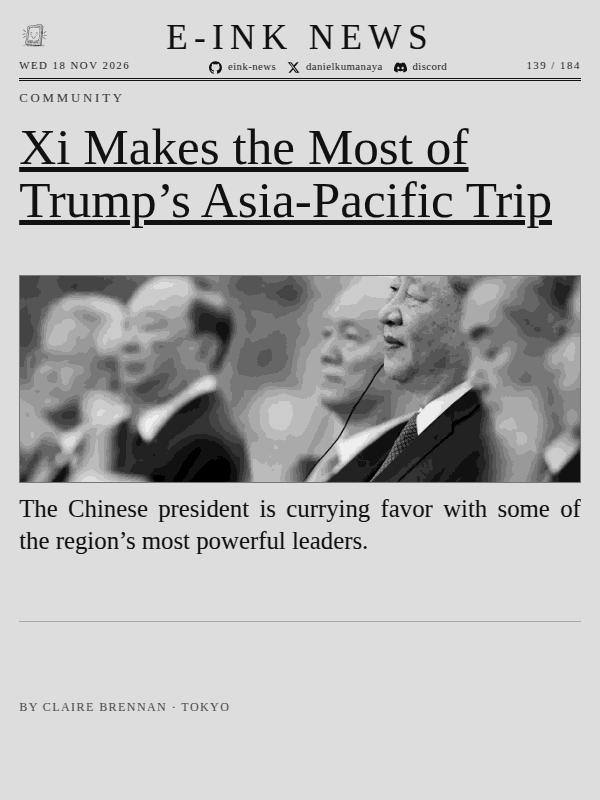 E-INK NEWS
WED 18 NOV 2026
eink-news
danielkumanaya
discord
139 / 184
COMMUNITY
Xi Makes the Most of
Trump’s Asia-Pacific Trip
The Chinese president is currying favor with some of
the region’s most powerful leaders.
BY CLAIRE BRENNAN · TOKYO